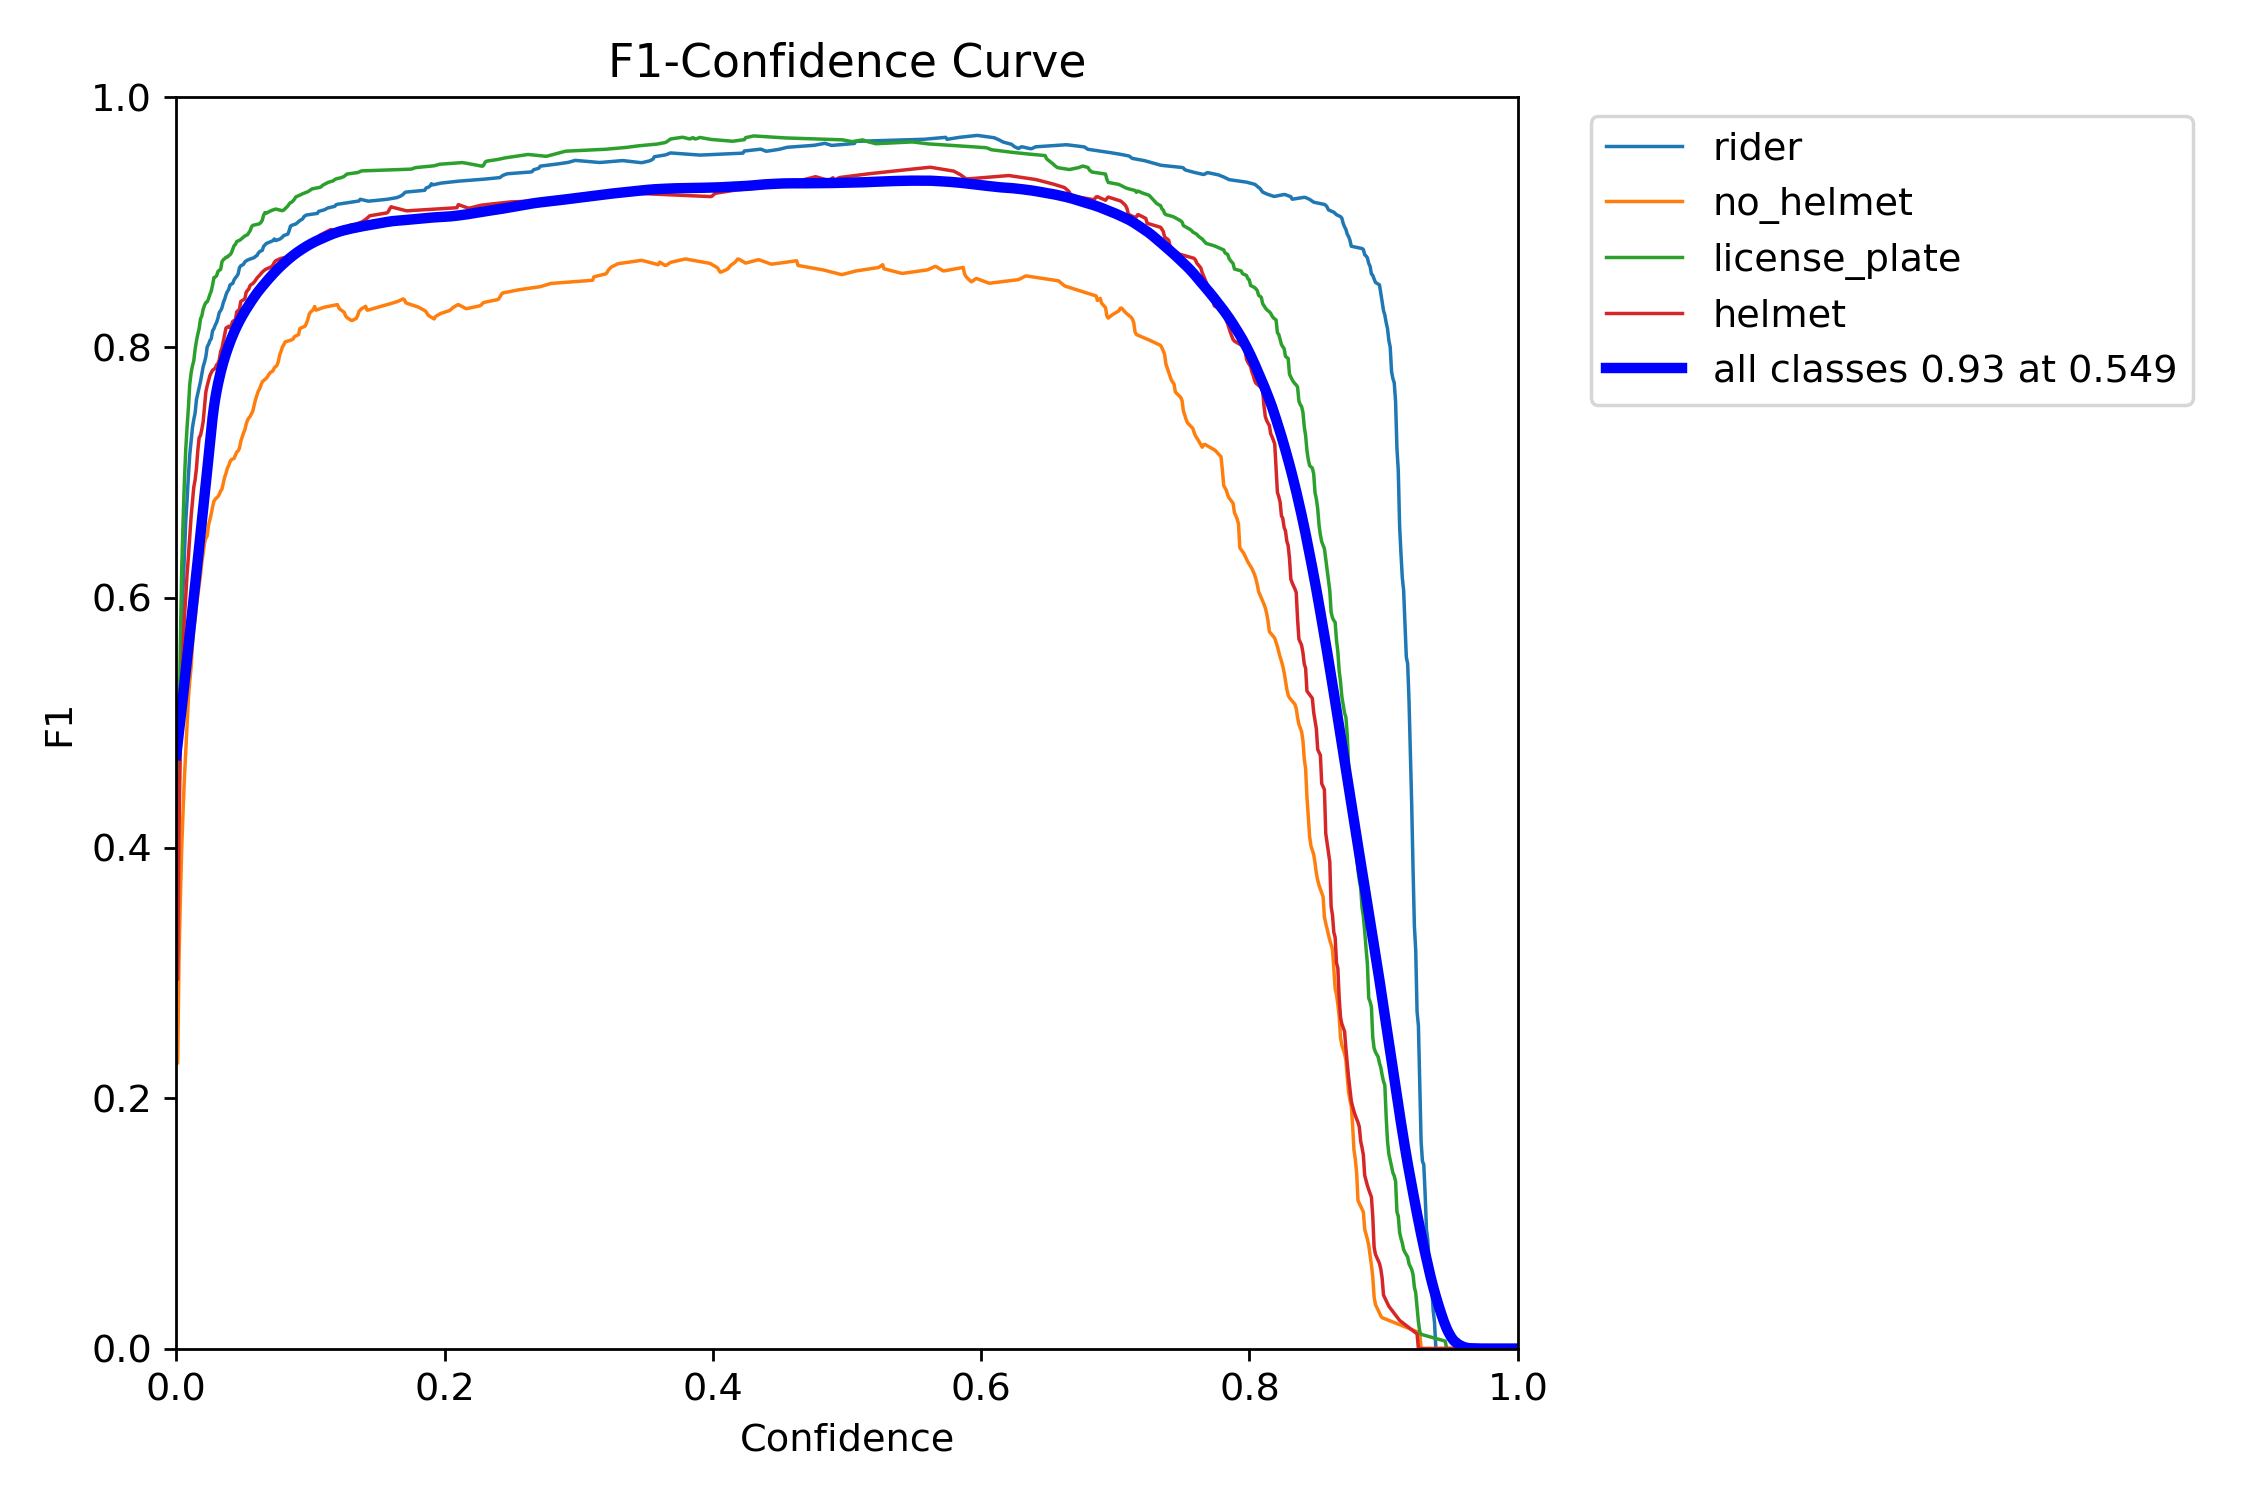 F1-Confidence Curve
1.0
0.8
0.6
0.4
0.2
0.0
F1
0.0 0.2 0.4 0.6 0.8 1.0
Confidence
rider
no_helmet
license_plate
helmet
all classes 0.93 at 0.549